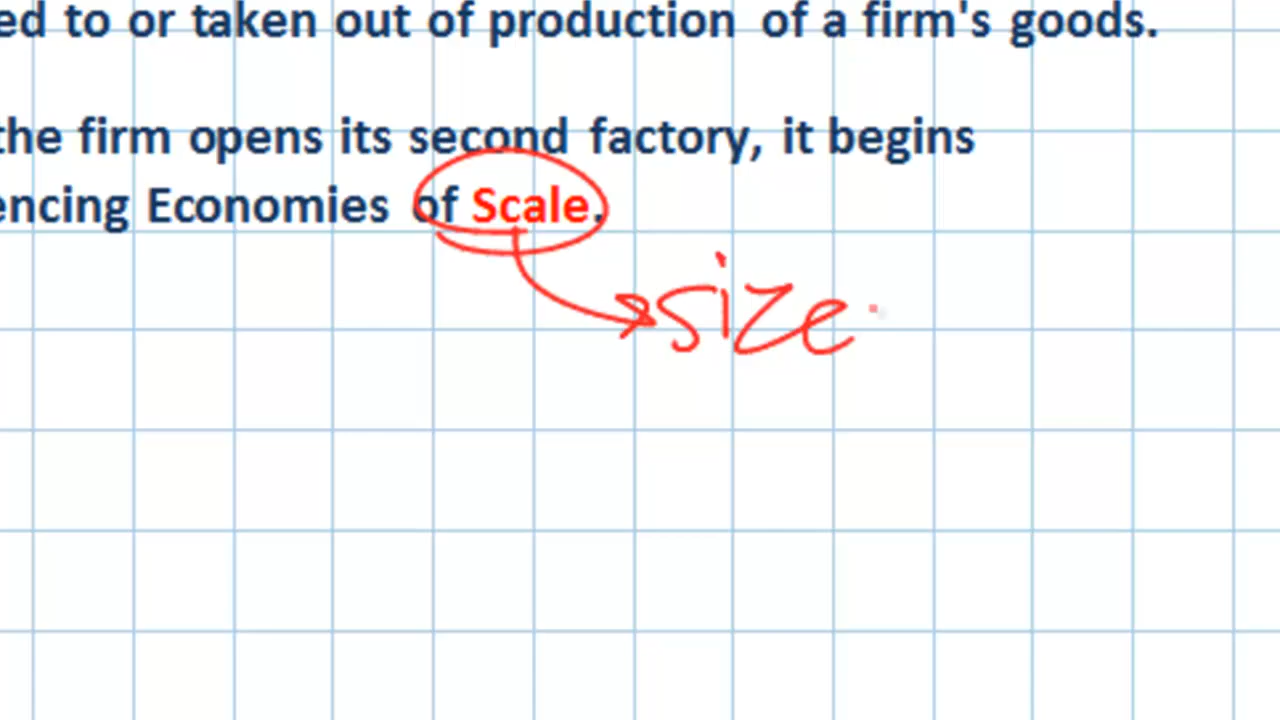 ed to or taken out of production of a firm's goods.
the firm opens its second factory, it begins
encing Economies of Scale.
size